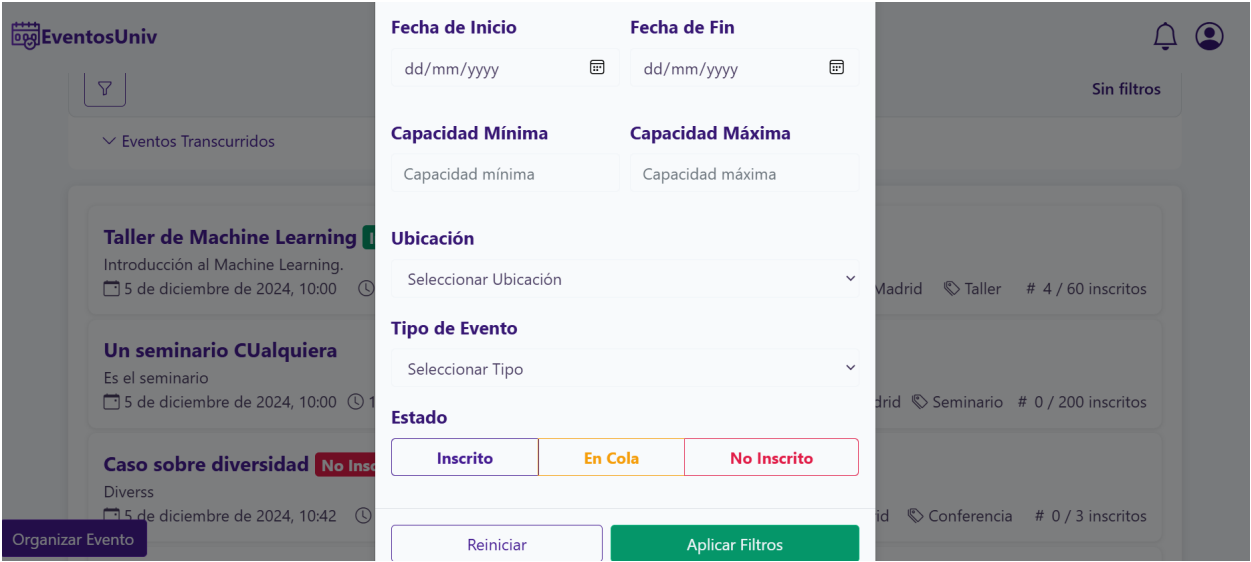 EventosUniv
Sin filtros
Eventos Transcurridos
Taller de Machine Learning
Introducción al Machine Learning.
5 de diciembre de 2024, 10:00
Madrid Taller # 4 / 60 inscritos
Un seminario CUalquiera
Es el seminario
5 de diciembre de 2024, 10:00
Seminario # 0 / 200 inscritos
Caso sobre diversidad
Diverss
5 de diciembre de 2024, 10:42
Conferencia # 0 / 3 inscritos
Organizar Evento
Fecha de Inicio Fecha de Fin
dd/mm/yyyy dd/mm/yyyy
Capacidad Mínima Capacidad Máxima
Capacidad mínima Capacidad máxima
Ubicación
Seleccionar Ubicación
Tipo de Evento
Seleccionar Tipo
Estado
Inscrito En Cola No Inscrito
Reiniciar Aplicar Filtros